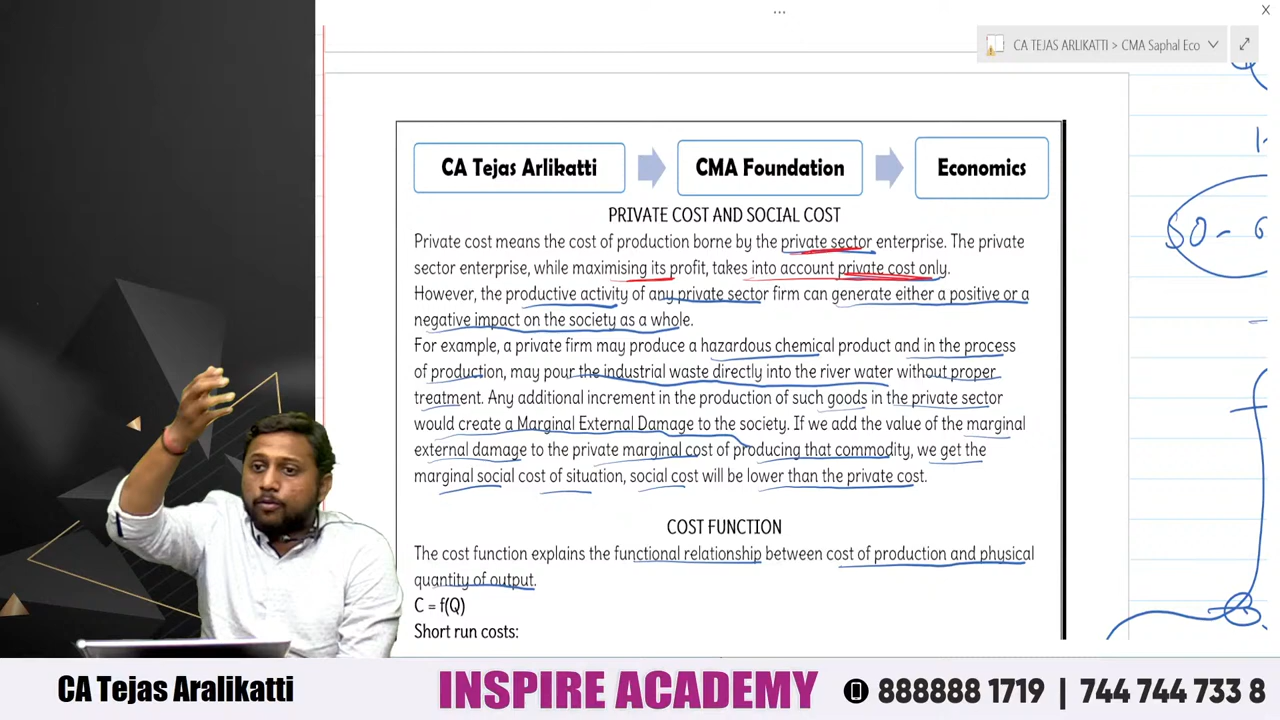 ...
X
CA TEJAS ARLIKATTI > CMA Saphal Eco
CA Tejas Arlikatti
CMA Foundation
Economics
PRIVATE COST AND SOCIAL COST
Private cost means the cost of production borne by the private sector enterprise. The private
sector enterprise, while maximising its profit, takes into account private cost only.
However, the productive activity of any private sector firm can generate either a positive or a
negative impact on the society as a whole.
For example, a private firm may produce a hazardous chemical product and in the process
of production, may pour the industrial waste directly into the river water without proper
treatment. Any additional increment in the production of such goods in the private sector
would create a Marginal External Damage to the society. If we add the value of the marginal
external damage to the private marginal cost of producing that commodity, we get the
marginal social cost of situation, social cost will be lower than the private cost.
COST FUNCTION
The cost function explains the functional relationship between cost of production and physical
quantity of output.
C = f(Q)
Short run costs:
50 -
CA Tejas Aralikatti
INSPIRE ACADEMY
888888 1719 | 744 744 733 8